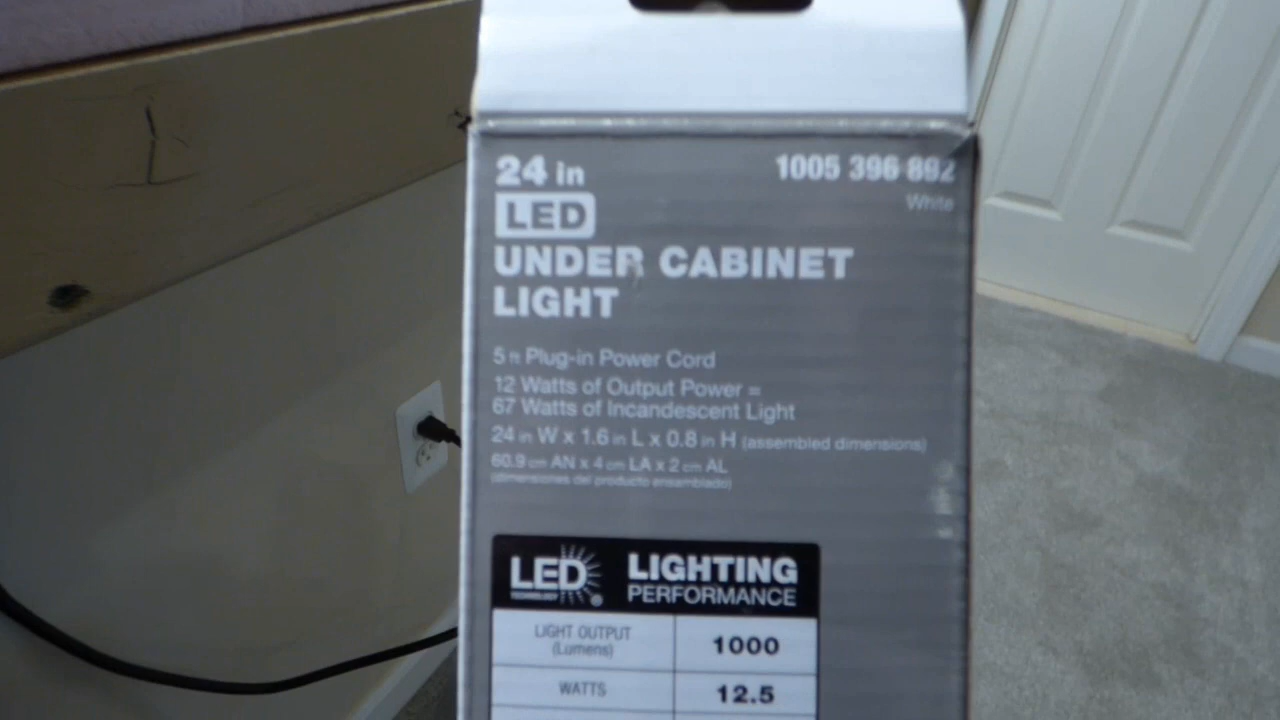 24 in
1005 396 892
LED
White
UNDER CABINET
LIGHT
5 ft Plug-in Power Cord
12 Watts of Output Power =
67 Watts of Incandescent Light
24 in W x 1.6 in L x 0.8 in H (assembled dimensions)
60.9 cm AN x 4 cm LA x 2 cm AL
(dimensiones del producto ensamblado)
LED LIGHTING
TECHNOLOGY ® PERFORMANCE
LIGHT OUTPUT
(Lumens)
1000
WATTS
12.5